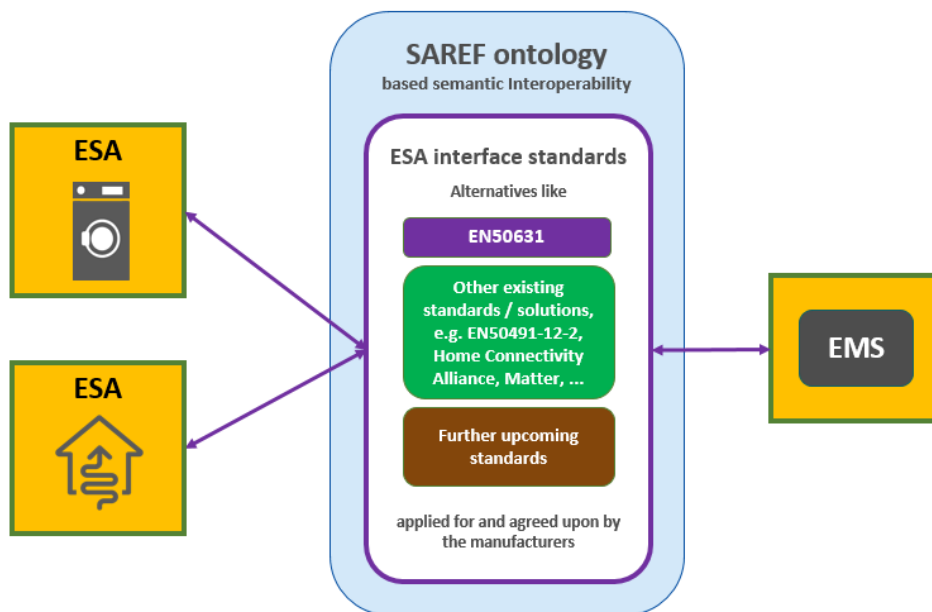 SAREF ontology
based semantic Interoperability
ESA
ESA interface standards
Alternatives like
EN50631
Other existing
standards / solutions,
e.g. EN50491-12-2,
Home Connectivity
Alliance, Matter, ...
EMS
ESA
Further upcoming
standards
applied for and agreed upon by
the manufacturers